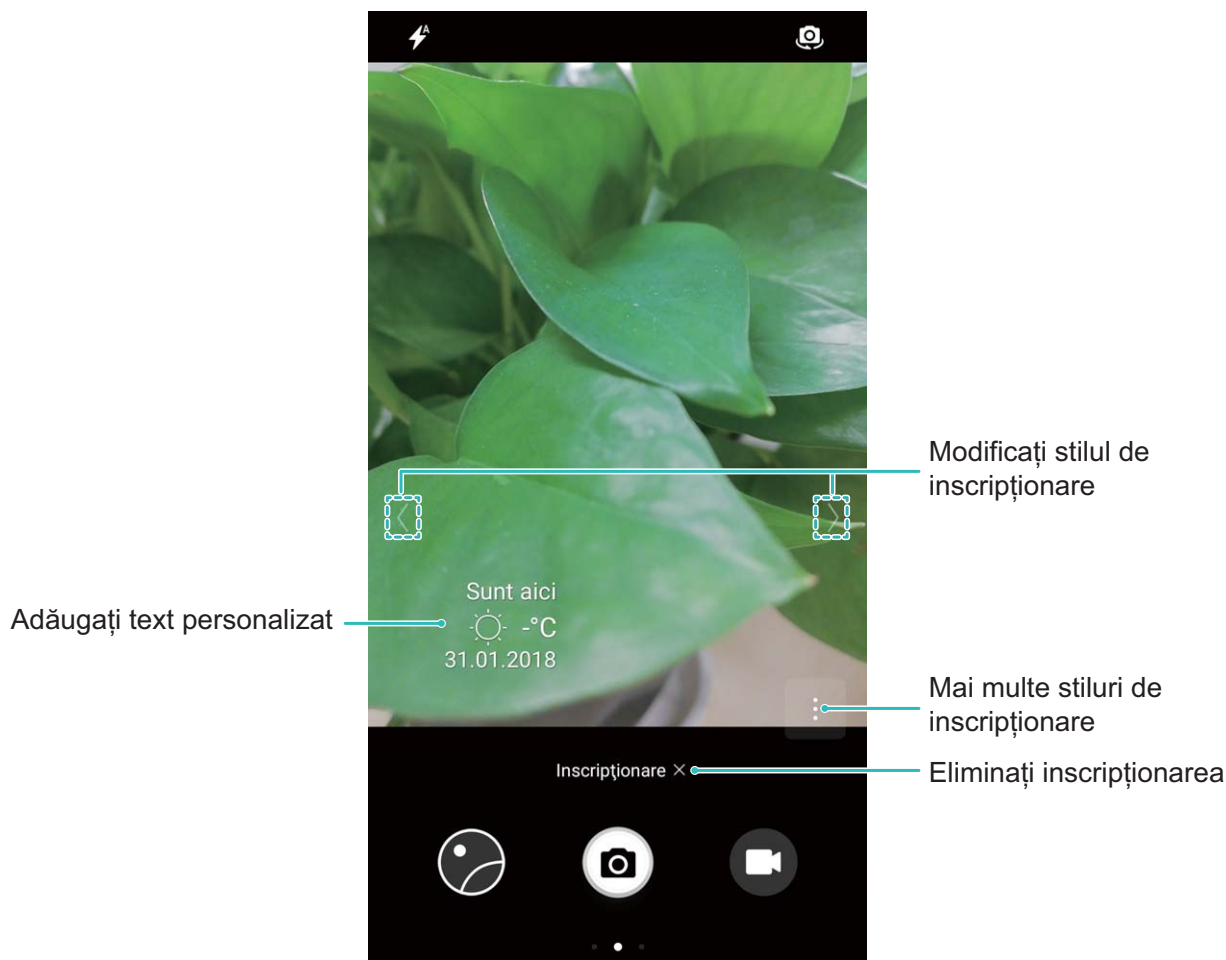 A
Modificați stilul de
inscripționare
Sunt aici
Adăugați text personalizat
-°C
31.01.2018
Mai multe stiluri de
inscripționare
Inscripţionare ×
Eliminați inscripționarea